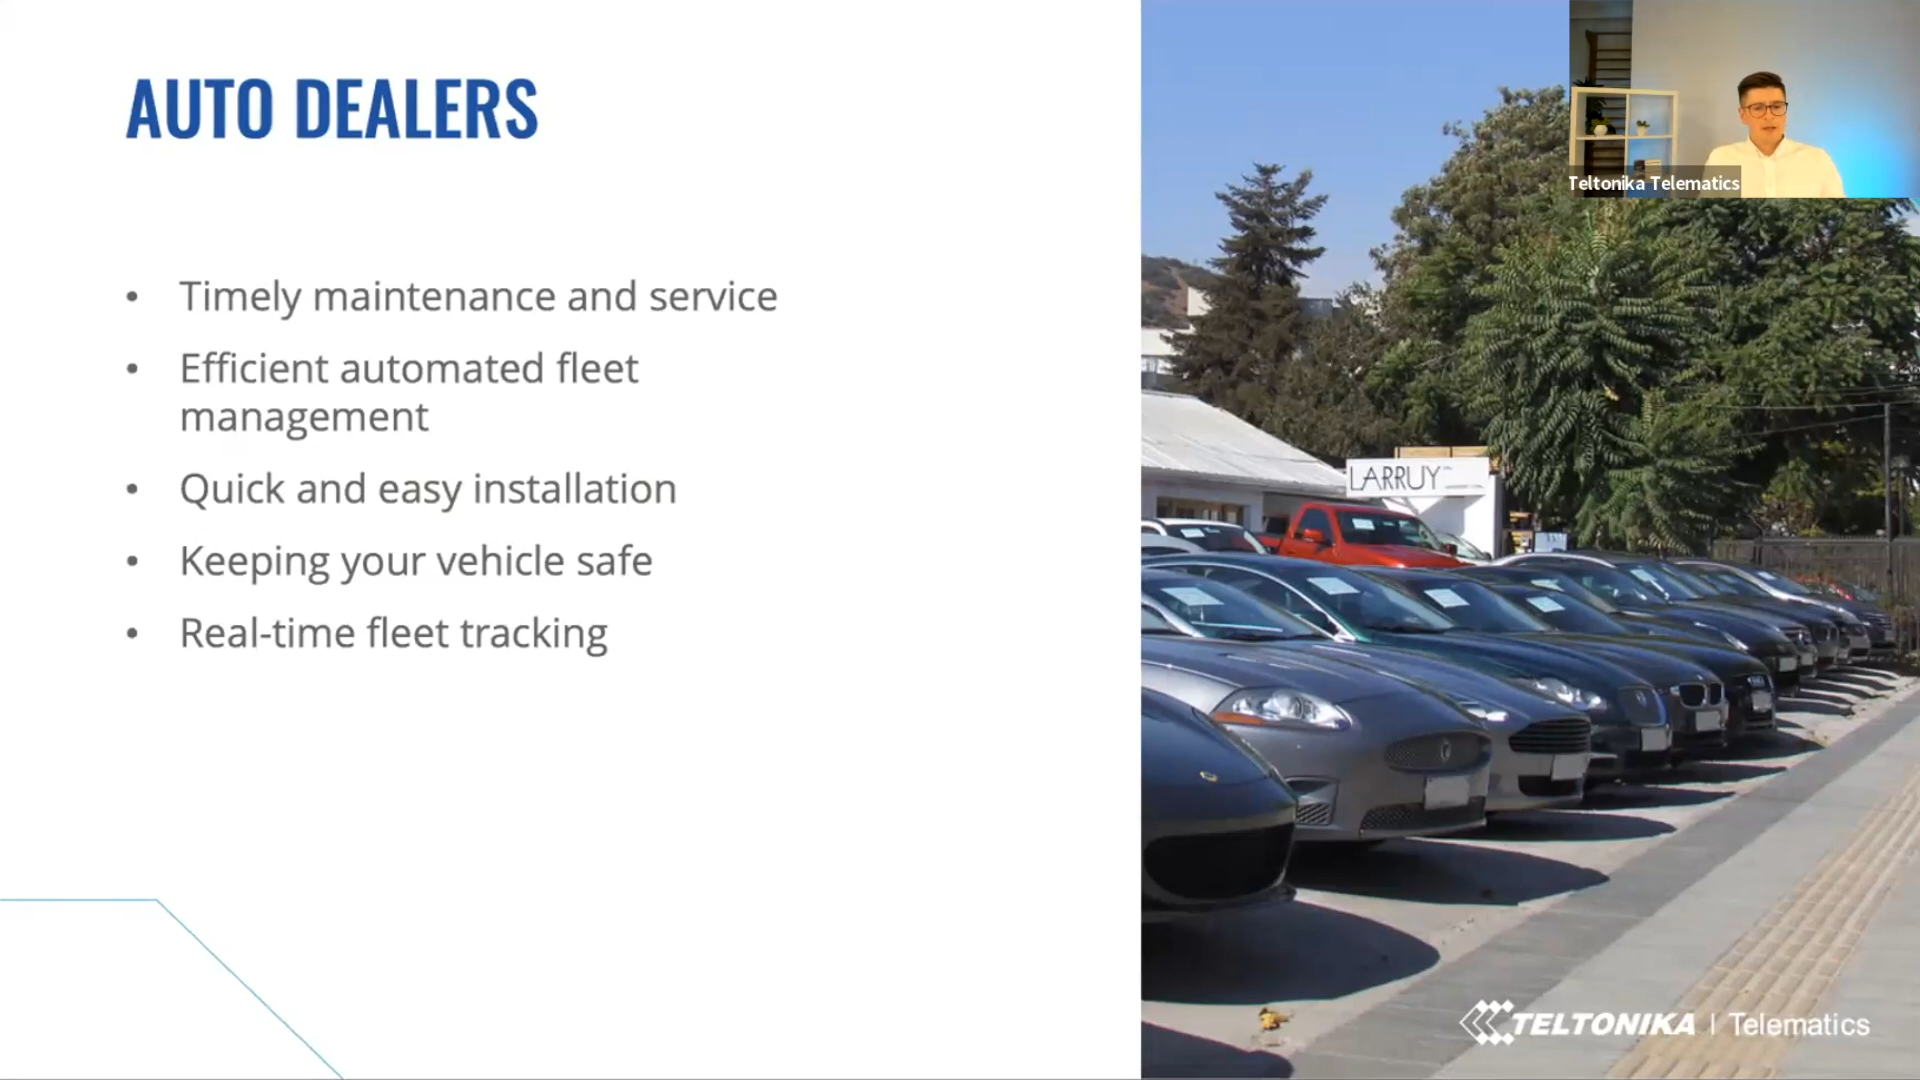 AUTO DEALERS
Teltonika Telematics
• Timely maintenance and service
• Efficient automated fleet
management
• Quick and easy installation
• Keeping your vehicle safe
• Real-time fleet tracking
LARRUY
TELTONIKA | Telematics